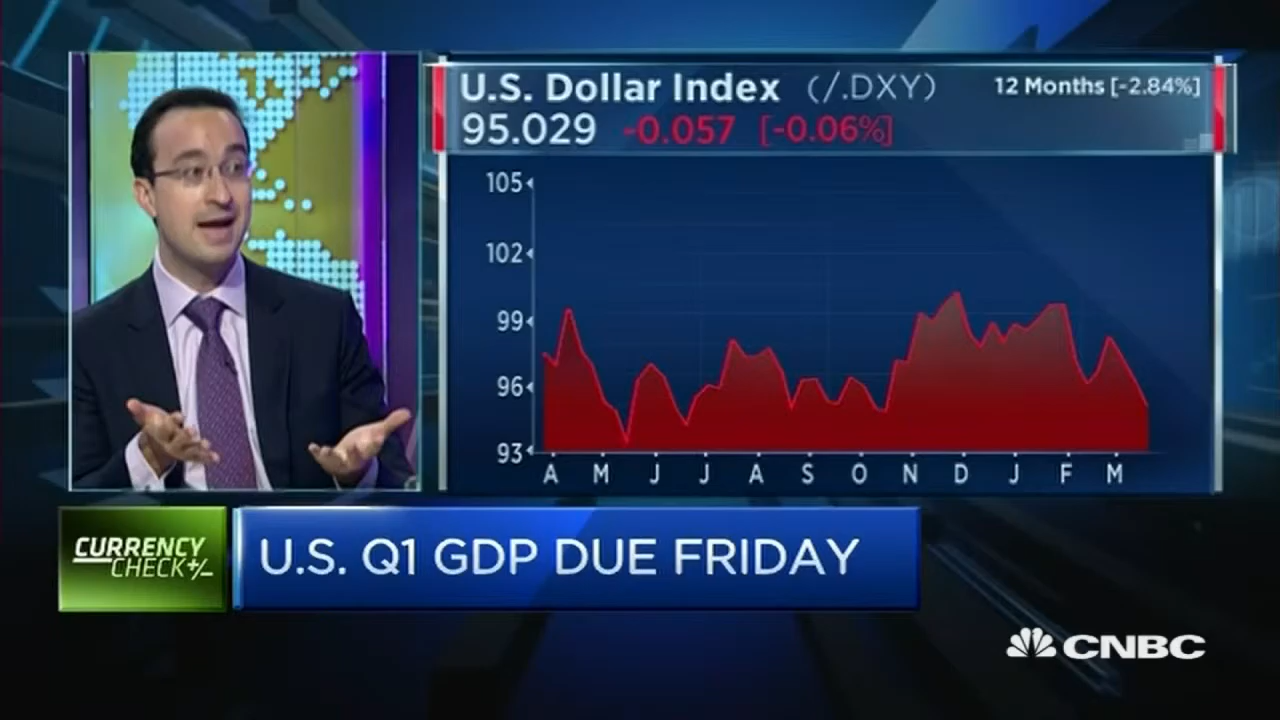 U.S. Dollar Index (/.DXY) 12 Months [-2.84%]
95.029 -0.057 [-0.06%]
105
102
99
96
93
A M J J A S O N D J F M
CURRENCY
CHECK+/-
U.S. Q1 GDP DUE FRIDAY
CNBC